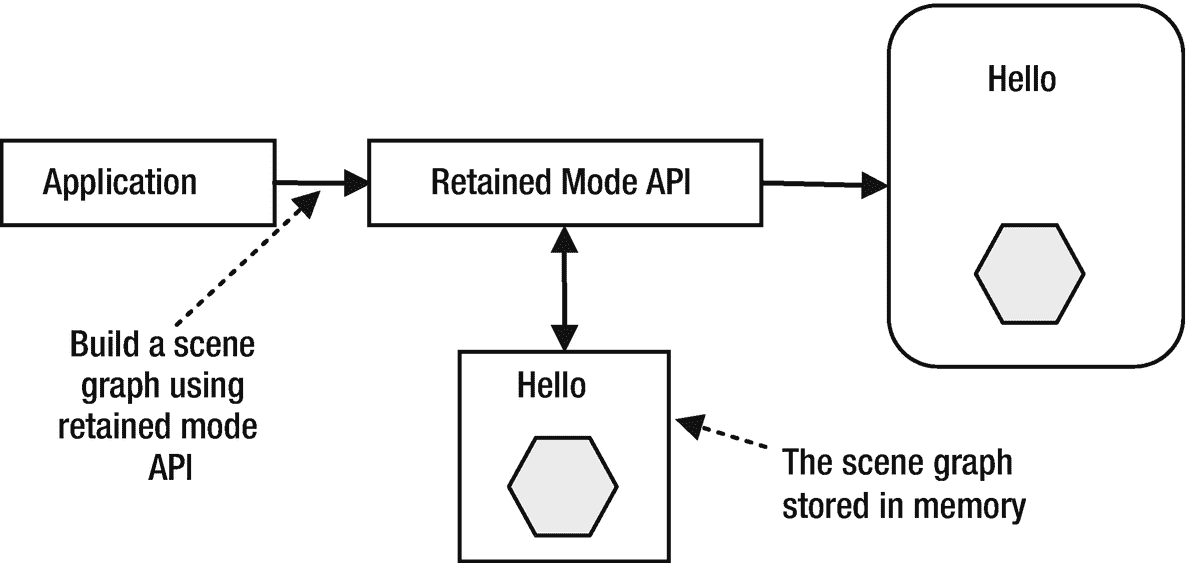 Hello
Application
Retained Mode API
Build a scene
graph using
retained mode
API
Hello
The scene graph
stored in memory